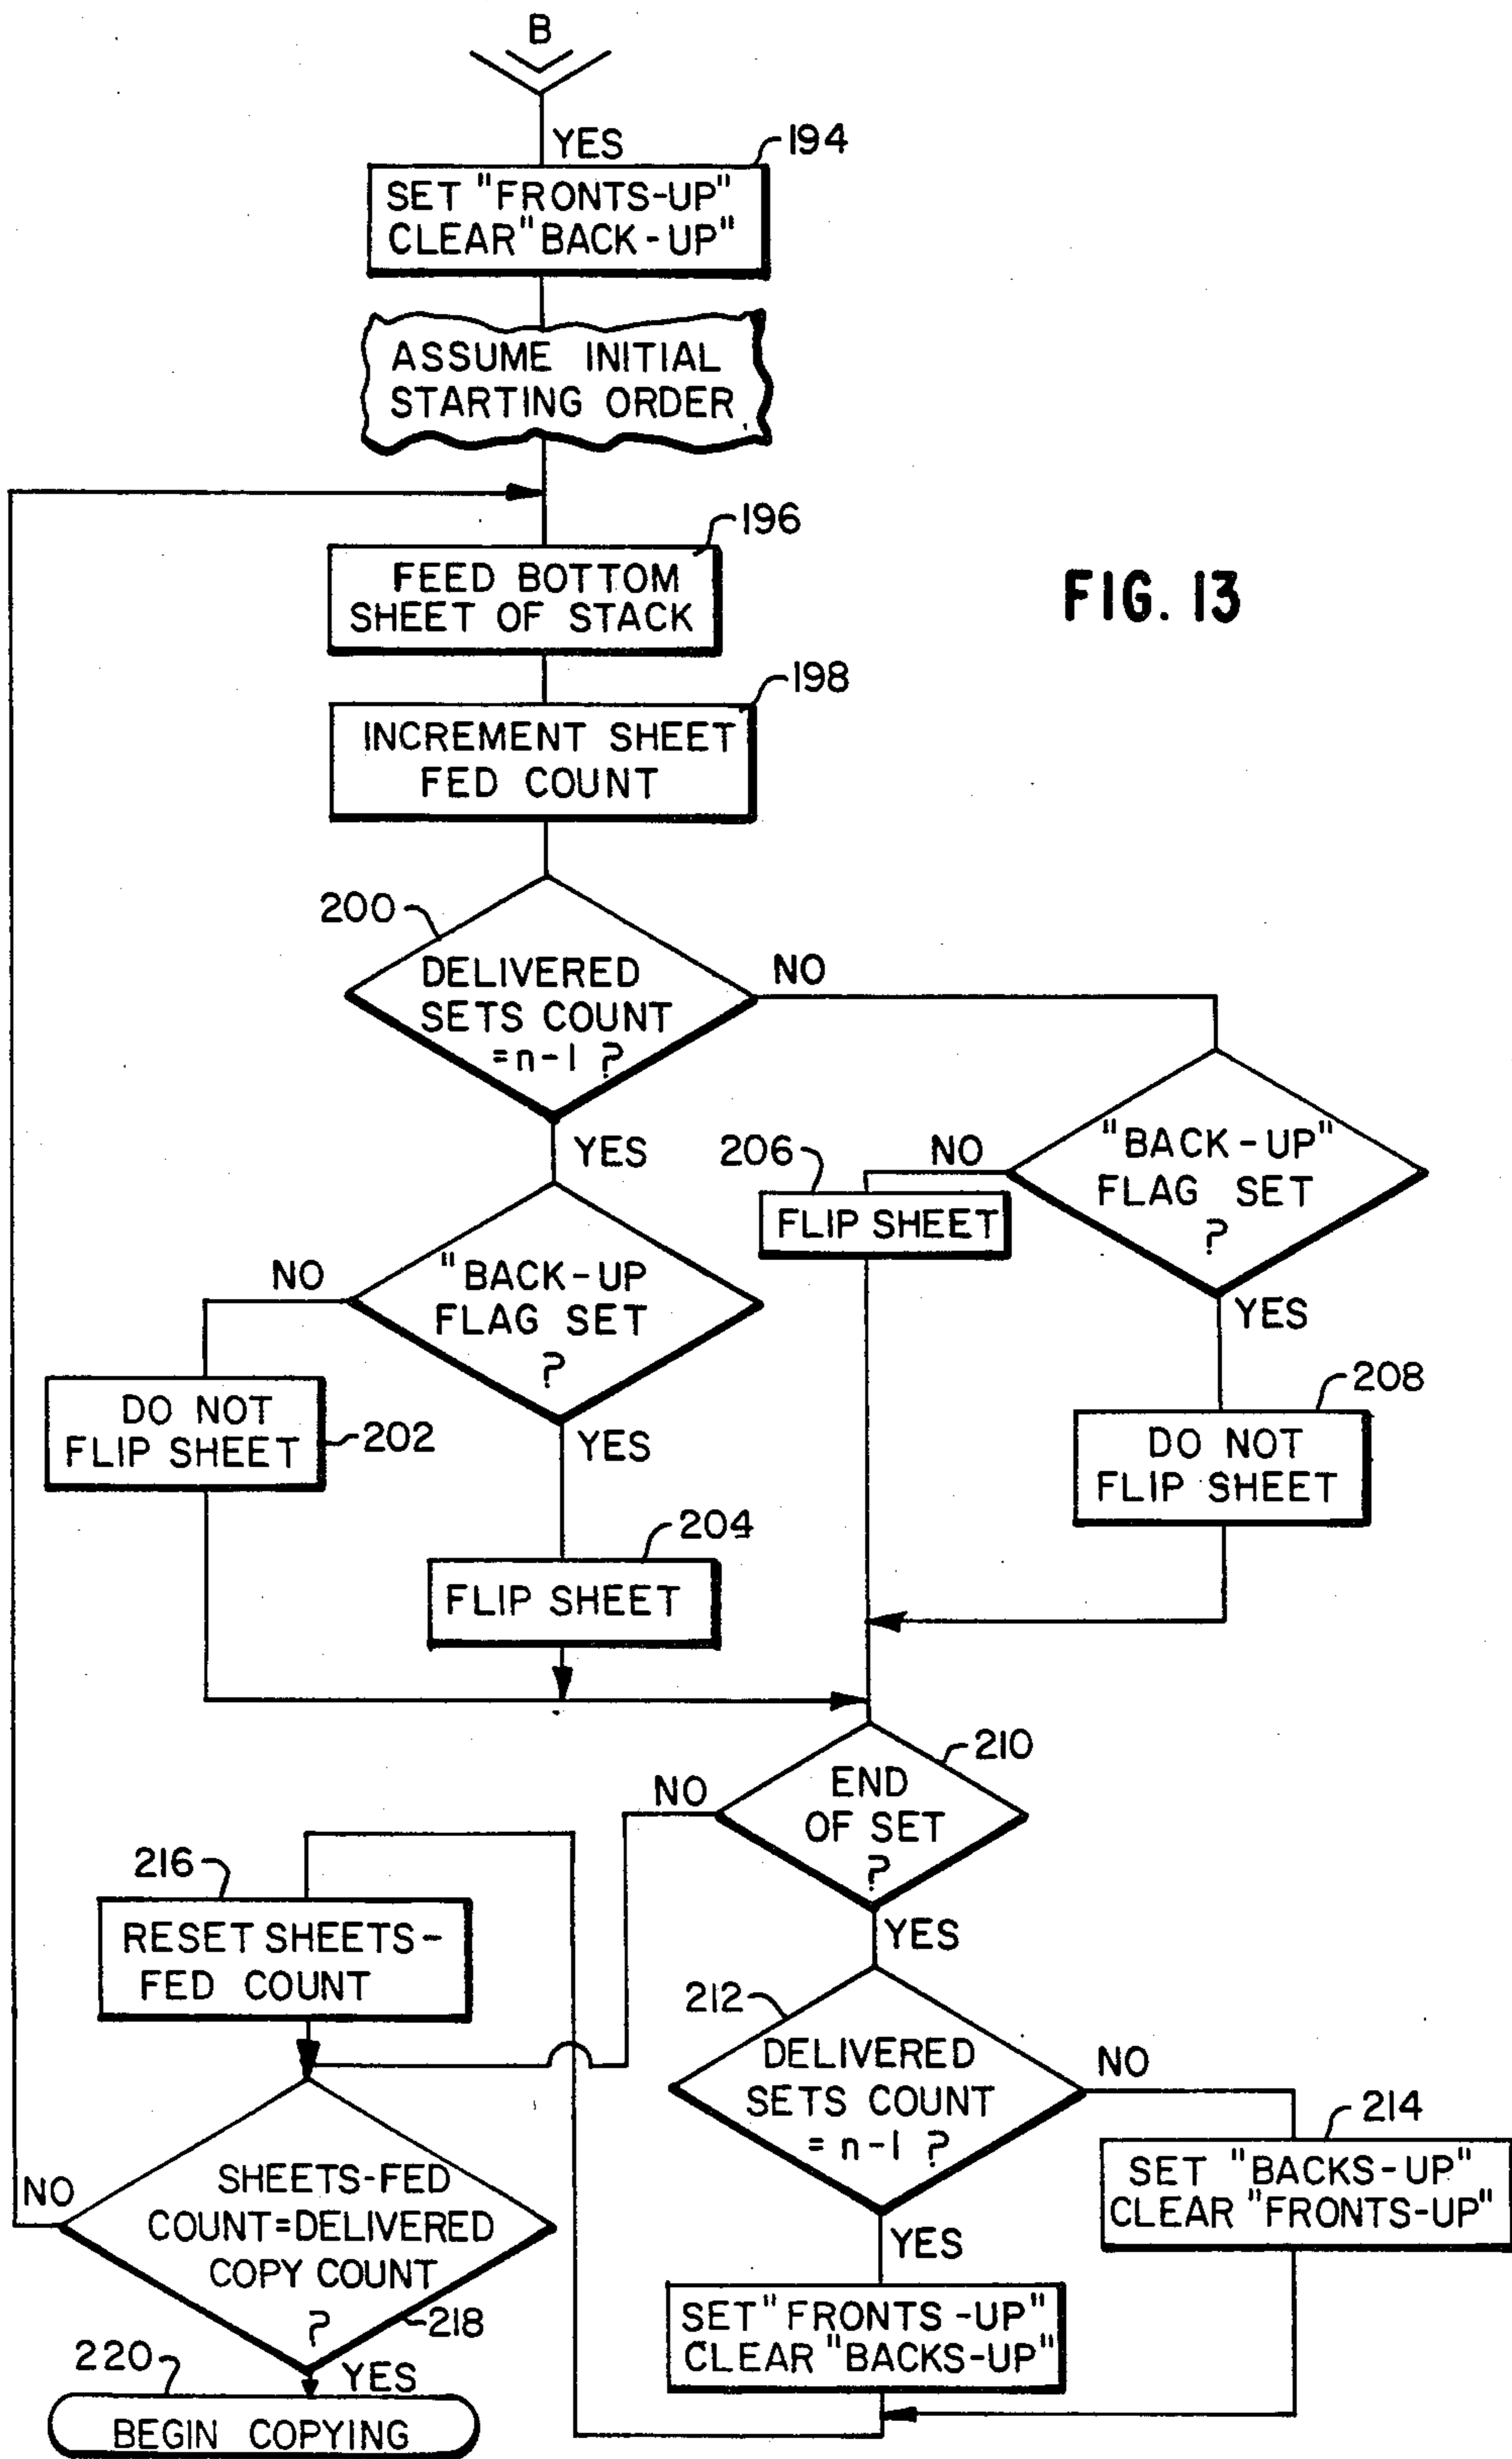 B
YES
194
SET "FRONTS-UP"
CLEAR "BACK-UP"
ASSUME INITIAL
STARTING ORDER
196
FEED BOTTOM
SHEET OF STACK
FIG. 13
198
INCREMENT SHEET
FED COUNT
200
DELIVERED
SETS COUNT
=n-1 ?
NO
YES
"BACK-UP"
FLAG SET
?
NO
206
FLIP SHEET
YES
"BACK-UP
FLAG SET
?
NO
DO NOT
FLIP SHEET
202
YES
208
DO NOT
FLIP SHEET
204
FLIP SHEET
210
END
OF SET
?
NO
YES
216
RESET SHEETS-
FED COUNT
212
DELIVERED
SETS COUNT
= n-1 ?
NO
214
SET "BACKS-UP"
CLEAR "FRONTS-UP"
YES
SET "FRONTS-UP"
CLEAR "BACKS-UP"
NO
SHEETS-FED
COUNT=DELIVERED
COPY COUNT
?
218
YES
220
BEGIN COPYING